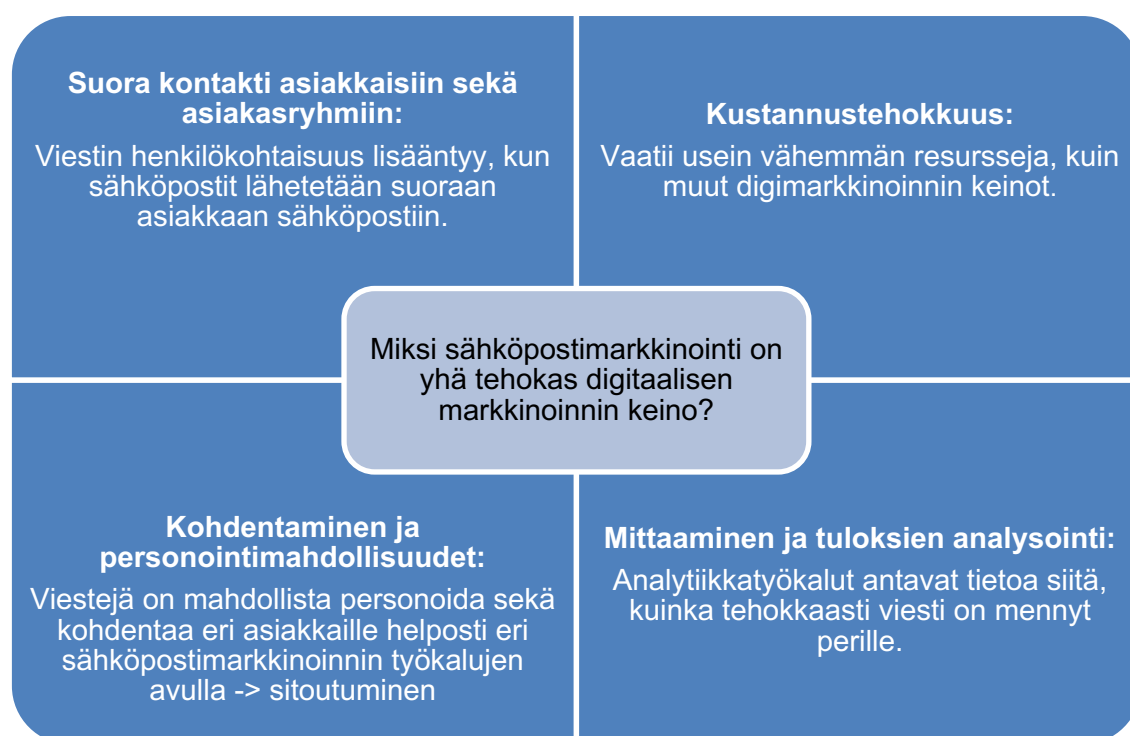 Suora kontakti asiakkaisiin sekä
asiakasryhmiin:
Viestin henkilökohtaisuus lisääntyy, kun
sähköpostit lähetetään suoraan
asiakkaan sähköpostiin.
Kustannustehokkuus:
Vaatii usein vähemmän resursseja, kuin
muut digimarkkinoinnin keinot.
Miksi sähköpostimarkkinointi on
yhä tehokas digitaalisen
markkinoinnin keino?
Kohdentaminen ja
personointimahdollisuudet:
Viestejä on mahdollista personoida sekä
kohdentaa eri asiakkaille helposti eri
sähköpostimarkkinoinnin työkalujen
avulla -> sitoutuminen
Mittaaminen ja tuloksien analysointi:
Analytiikkatyökalut antavat tietoa siitä,
kuinka tehokkaasti viesti on mennyt
perille.